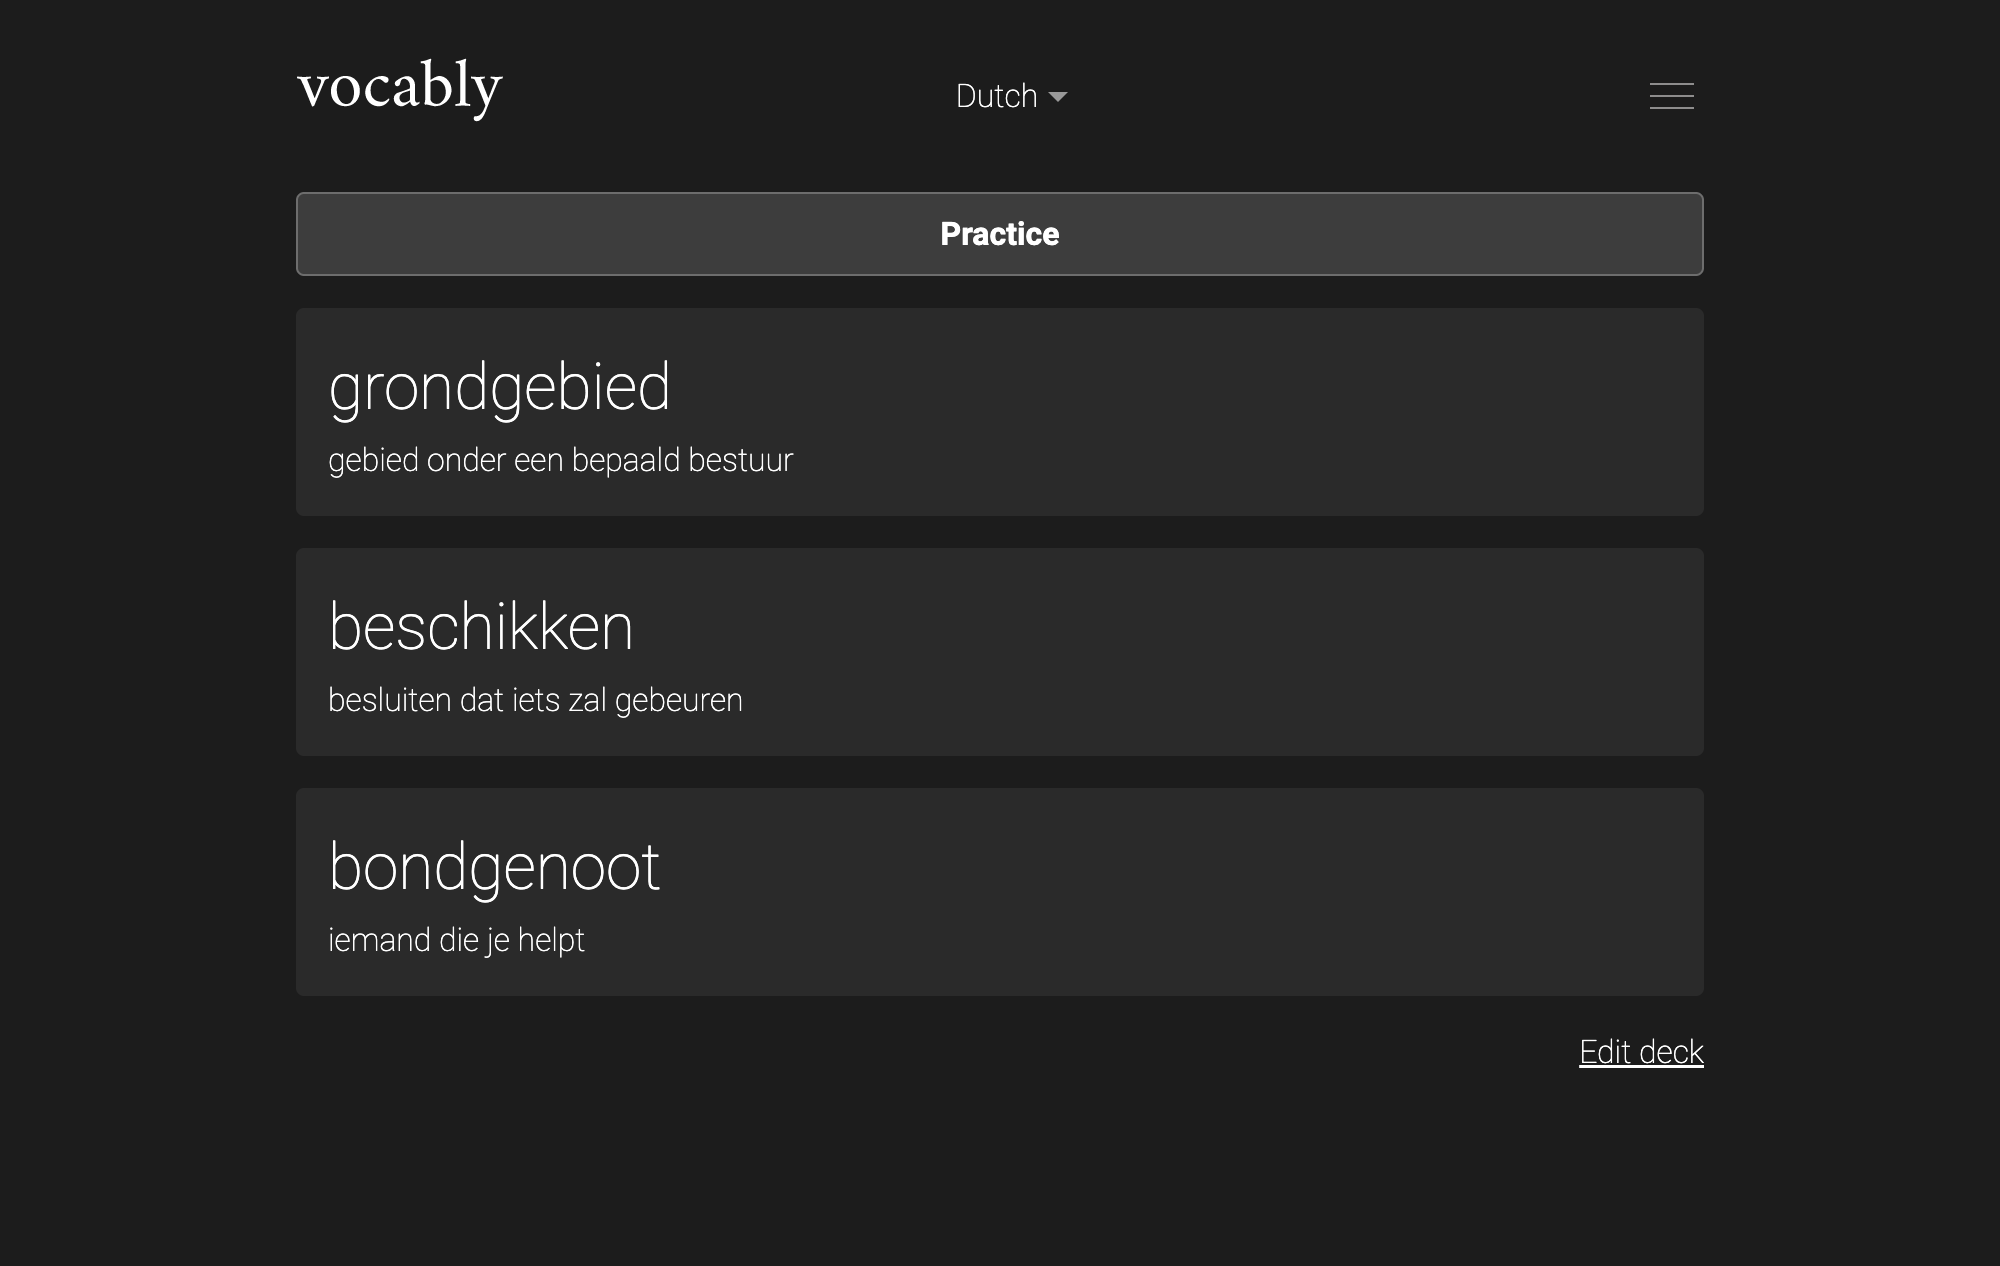 vocably
Dutch
Practice
grondgebied
gebied onder een bepaald bestuur
beschikken
besluiten dat iets zal gebeuren
bondgenoot
iemand die je helpt
Edit deck